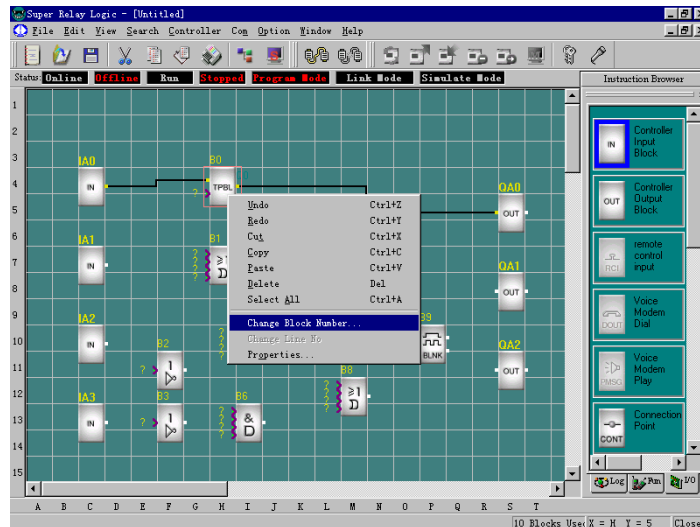 Super Relay Logic - [Untitled]
File Edit View Search Controller Com Option Window Help
Status: Online Offline Run Stopped Program Mode Link Mode Simulate Mode
Instruction Browser
1
2
3
4
5
6
7
8
9
10
11
12
13
14
15
IA0
IN
B0
TPBL
?
QA0
OUT
IA1
IN
B1
?
?
?
≥1
D
QA1
OUT
IA2
IN
B2
?
1
?
?
?
B9
BLNK
QA2
OUT
IA3
IN
B3
?
1
B6
?
?
?
&
D
B8
?
?
?
≥1
D
Undo Ctrl+Z
Redo Ctrl+Y
Cut Ctrl+X
Copy Ctrl+C
Paste Ctrl+V
Delete Del
Select All Ctrl+A
Change Block Number...
Change Line No
Properties...
IN
Controller
Input
Block
OUT
Controller
Output
Block
RCI
remote
control
input
DOUT
Voice
Modem
Dial
PMSG
Voice
Modem
Play
CONT
Connection
Point
Log Fun I/O
A B C D E F G H I J K L M N O P Q R S T
10 Blocks Used X = H Y = 5 Close